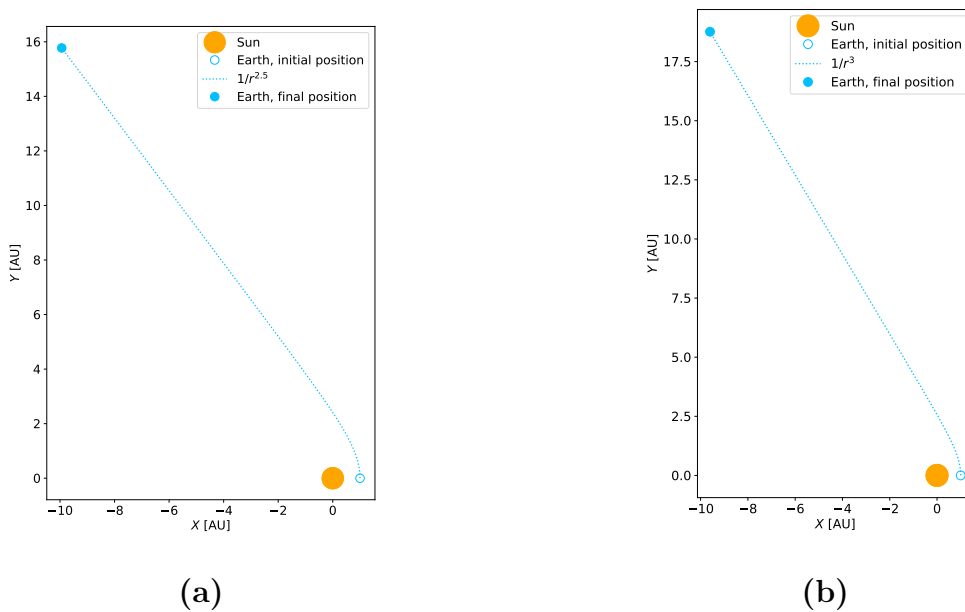 Sun
Earth, initial position
1/r^2.5
Earth, final position
16
14
12
10
8
6
4
2
0
Y [AU]
−10
−8
−6
−4
−2
0
X [AU]
(a)
Sun
Earth, initial position
1/r^3
Earth, final position
17.5
15.0
12.5
10.0
7.5
5.0
2.5
0.0
Y [AU]
−10
−8
−6
−4
−2
0
X [AU]
(b)